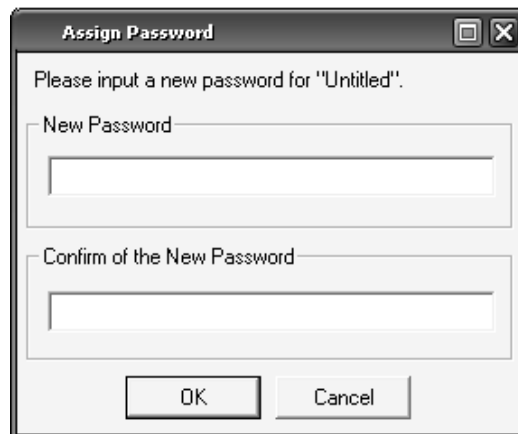 Assign Password
Please input a new password for "Untitled".
New Password
Confirm of the New Password
OK
Cancel